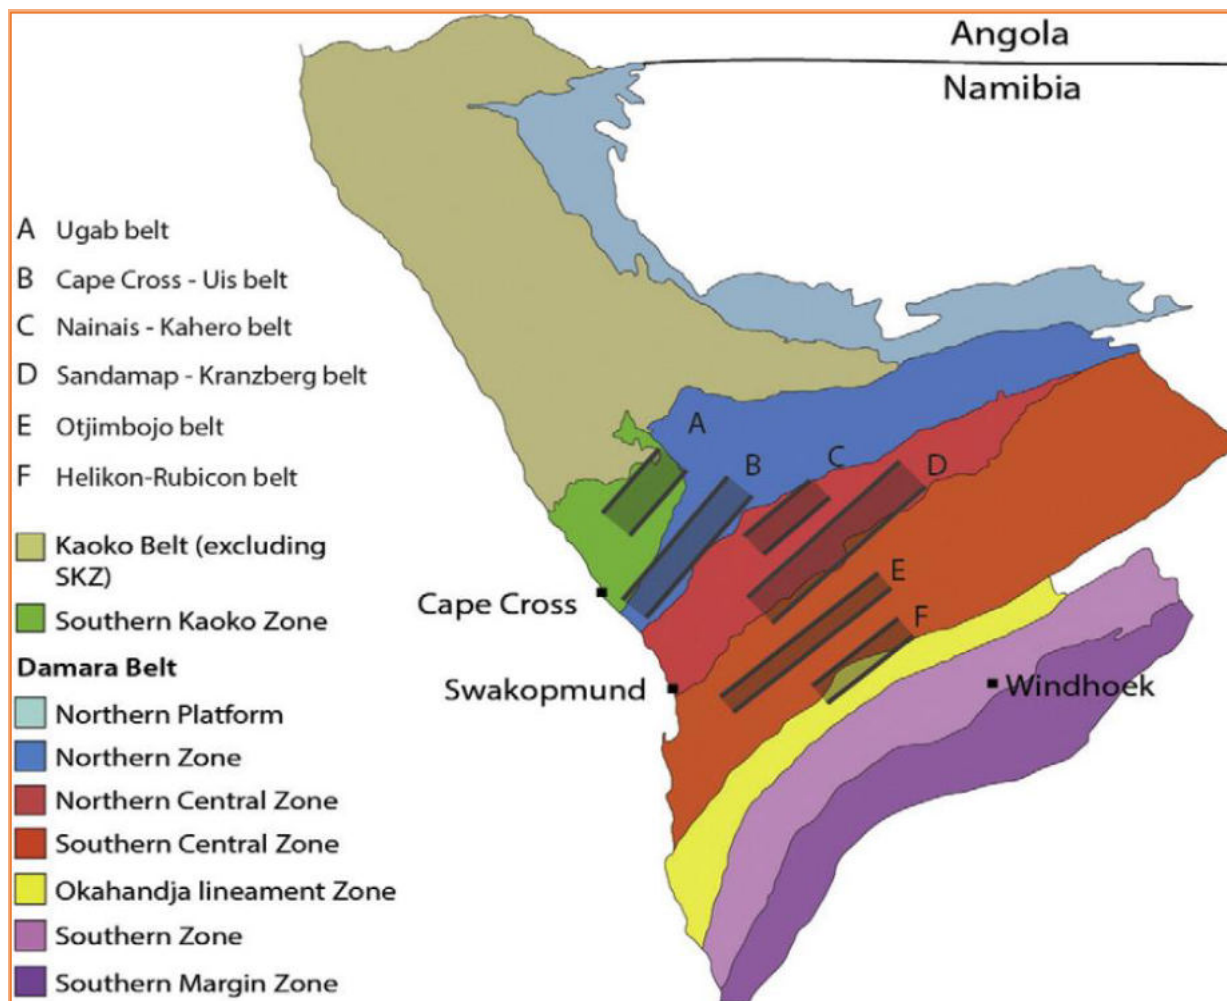 Angola
Namibia
A Ugab belt
B Cape Cross - Uis belt
C Nainais - Kahero belt
D Sandamap - Kranzberg belt
E Otjimbojo belt
F Helikon-Rubicon belt
Kaoko Belt (excluding
SKZ)
Southern Kaoko Zone
Damara Belt
Northern Platform
Northern Zone
Northern Central Zone
Southern Central Zone
Okahandja lineament Zone
Southern Zone
Southern Margin Zone
A
B
C
D
E
F
Cape Cross
Swakopmund
Windhoek